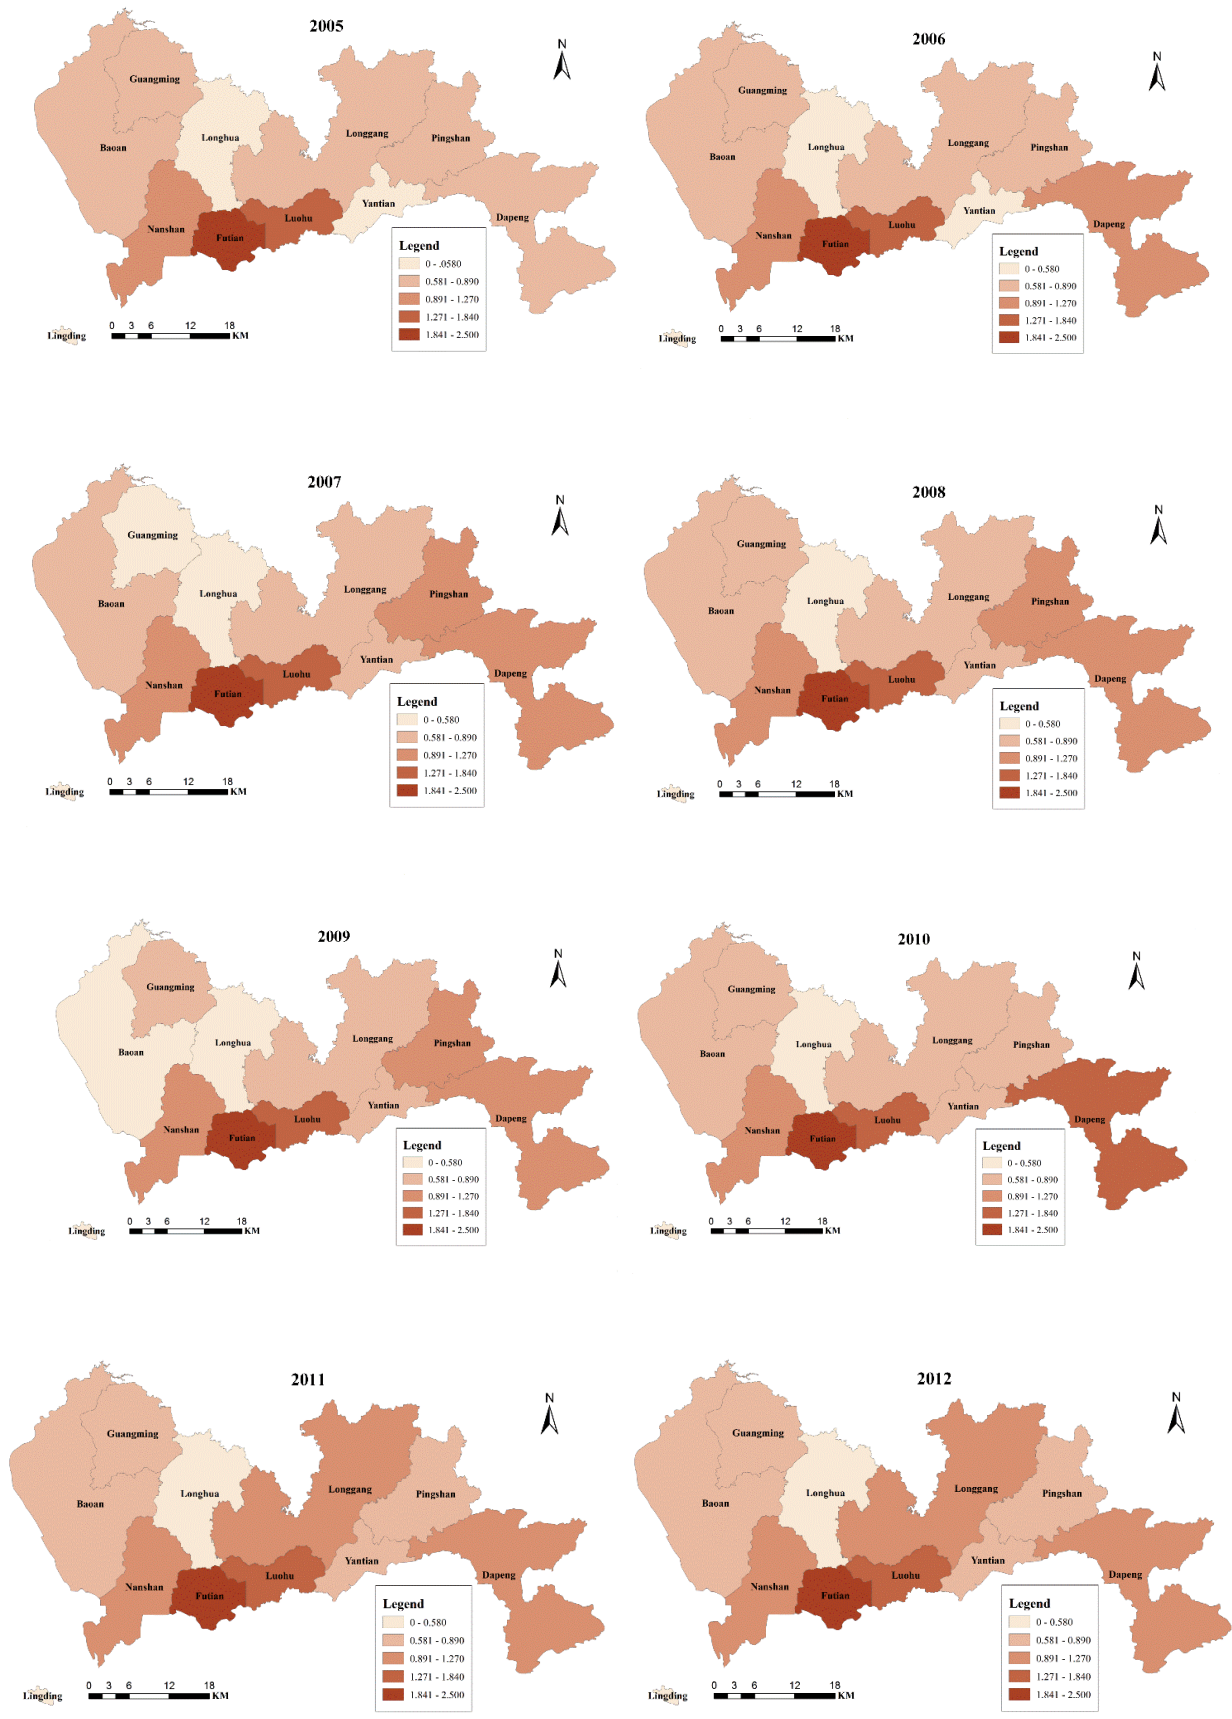 2005
N
Guangming
Longhua
Longgang
Pingshan
Baoan
Yantian
Luohu
Dapeng
Nanshan
Futian
Legend
0 - .0580
0.581 - 0.890
0.891 - 1.270
1.271 - 1.840
1.841 - 2.500
Lingding
0 3 6 12 18
KM
2006
N
Guangming
Longgang
Longhua
Pingshan
Baoan
Yantian
Luohu
Dapeng
Nanshan
Futian
Legend
0 - 0.580
0.581 - 0.890
0.891 - 1.270
1.271 - 1.840
1.841 - 2.500
Lingding
0 3 6 12 18
KM
2007
N
Guangming
Longgang
Longhua
Pingshan
Baoan
Yantian
Luohu
Dapeng
Nanshan
Futian
Legend
0 - 0.580
0.581 - 0.890
0.891 - 1.270
1.271 - 1.840
1.841 - 2.500
Lingding
0 3 6 12 18
KM
2008
N
Guangming
Longgang
Longhua
Pingshan
Baoan
Yantian
Luohu
Dapeng
Nanshan
Futian
Legend
0 - 0.580
0.581 - 0.890
0.891 - 1.270
1.271 - 1.840
1.841 - 2.500
Lingding
0 3 6 12 18
KM
2009
N
Guangming
Longgang
Longhua
Pingshan
Baoan
Yantian
Luohu
Dapeng
Nanshan
Futian
Legend
0 - 0.580
0.581 - 0.890
0.891 - 1.270
1.271 - 1.840
1.841 - 2.500
Lingding
0 3 6 12 18
KM
2010
N
Guangming
Longgang
Longhua
Pingshan
Baoan
Yantian
Luohu
Dapeng
Nanshan
Futian
Legend
0 - 0.580
0.581 - 0.890
0.891 - 1.270
1.271 - 1.840
1.841 - 2.500
Lingding
0 3 6 12 18
KM
2011
N
Guangming
Longgang
Longhua
Pingshan
Baoan
Yantian
Luohu
Dapeng
Nanshan
Futian
Legend
0 - 0.580
0.581 - 0.890
0.891 - 1.270
1.271 - 1.840
1.841 - 2.500
Lingding
0 3 6 12 18
KM
2012
N
Guangming
Longgang
Longhua
Pingshan
Baoan
Yantian
Luohu
Dapeng
Nanshan
Futian
Legend
0 - 0.580
0.581 - 0.890
0.891 - 1.270
1.271 - 1.840
1.841 - 2.500
Lingding
0 3 6 12 18
KM